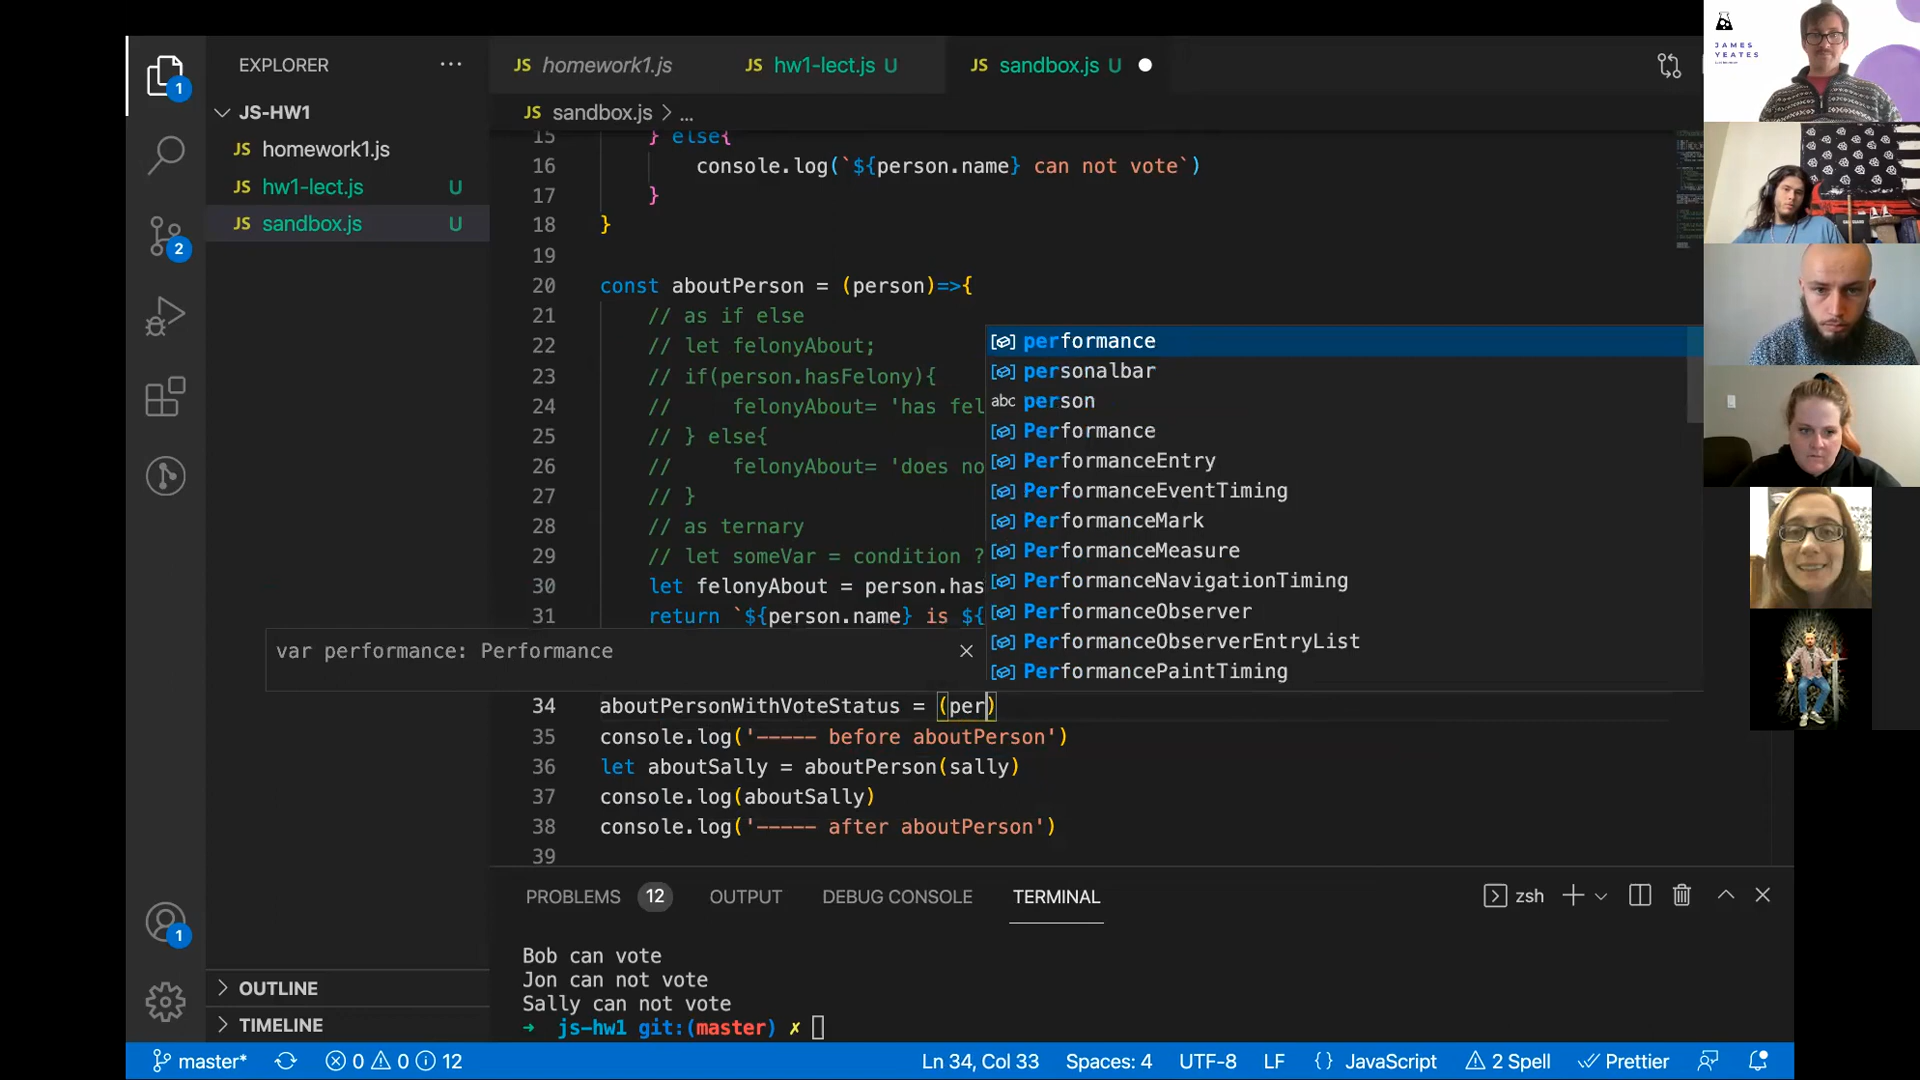 EXPLORER
JS-HW1
JS homework1.js
JS hw1-lect.js U
JS sandbox.js U
OUTLINE
TIMELINE
JS homework1.js
JS hw1-lect.js U
JS sandbox.js U
JS sandbox.js > ...
15 } else{
16 console.log(`${person.name} can not vote`)
17 }
18 }
19
20 const aboutPerson = (person)=>{
21 // as if else
22 // let felonyAbout;
23 // if(person.hasFelony){
24 // felonyAbout= 'has fel
25 // } else{
26 // felonyAbout= 'does no
27 // }
28 // as ternary
29 // let someVar = condition ?
30 let felonyAbout = person.has
31 return `${person.name} is ${
performance
personalbar
abc person
Performance
PerformanceEntry
PerformanceEventTiming
PerformanceMark
PerformanceMeasure
PerformanceNavigationTiming
PerformanceObserver
PerformanceObserverEntryList
PerformancePaintTiming
var performance: Performance
34 aboutPersonWithVoteStatus = (per)
35 console.log('----- before aboutPerson')
36 let aboutSally = aboutPerson(sally)
37 console.log(aboutSally)
38 console.log('----- after aboutPerson')
39
PROBLEMS 12 OUTPUT DEBUG CONSOLE TERMINAL zsh
Bob can vote
Jon can not vote
Sally can not vote
→ js-hw1 git:(master) ✗
master* 0 0 12 Ln 34, Col 33 Spaces: 4 UTF-8 LF {} JavaScript 2 Spell Prettier
1
2
1
JAMES
YEATES